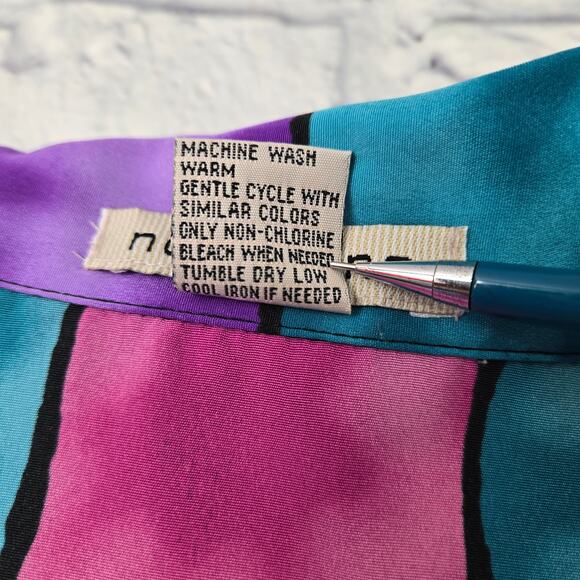 MACHINE WASH
WARM
GENTLE CYCLE WITH
SIMILAR COLORS
ONLY NON-CHLORINE
BLEACH WHEN NEEDED
TUMBLE DRY LOW
COOL IRON IF NEEDED